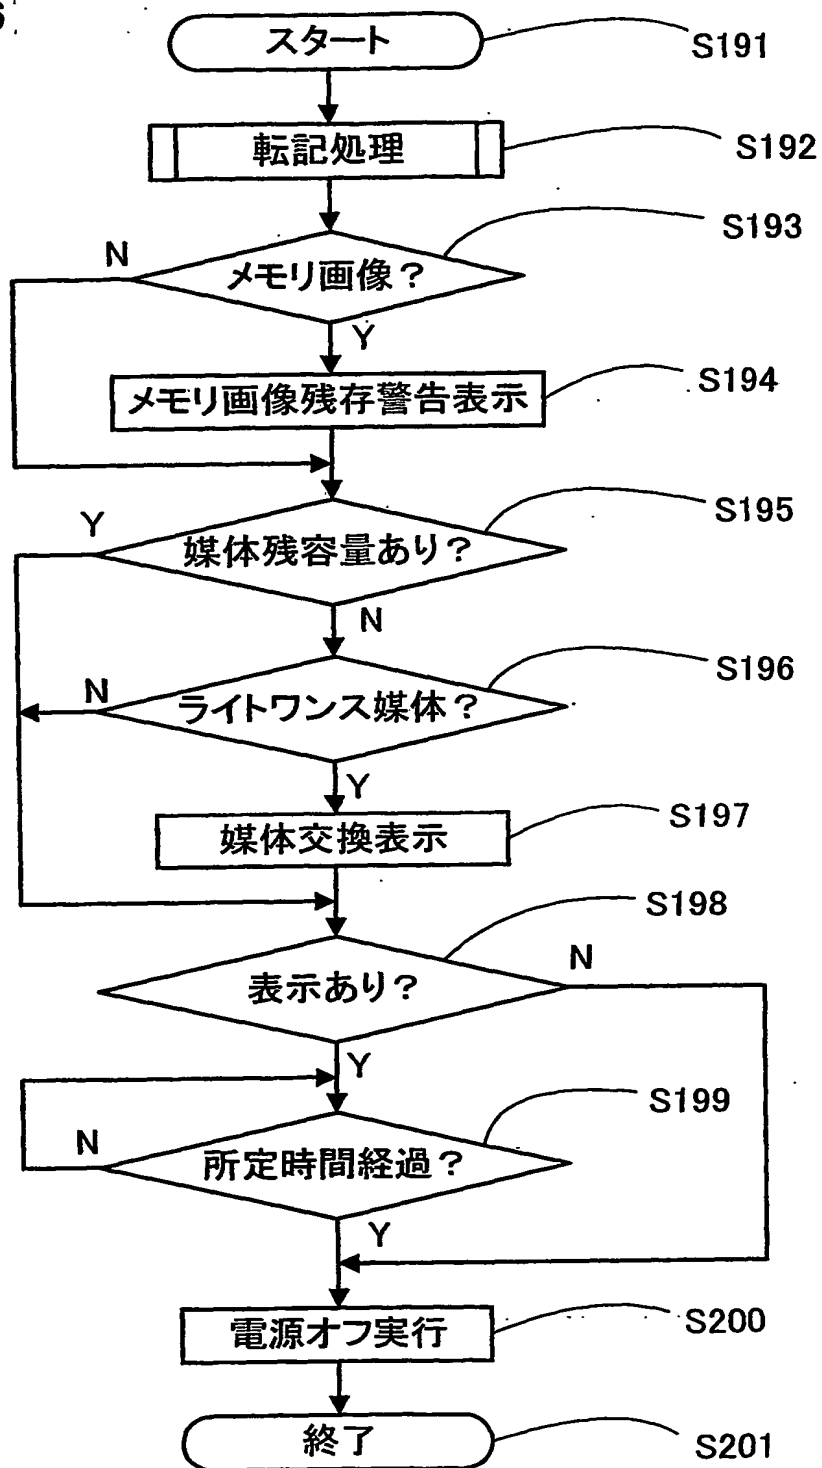 スタート
S191
転記処理
S192
S193
N
メモリ画像？
Y
S194
メモリ画像残存警告表示
S195
Y
媒体残容量あり？
N
S196
N
ライトワンス媒体？
Y
S197
媒体交換表示
S198
N
表示あり？
Y
S199
N
所定時間経過？
Y
S200
電源オフ実行
終了
S201